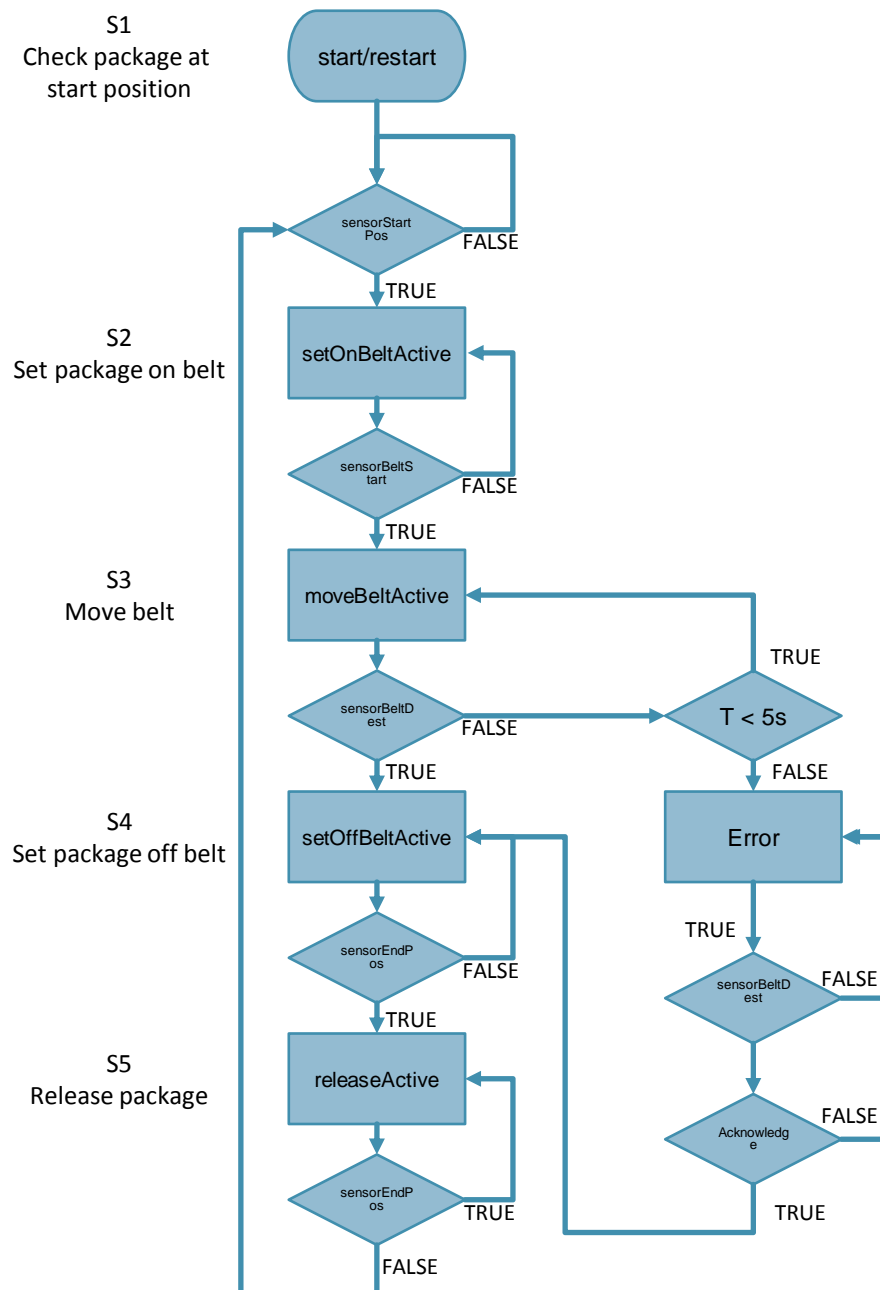 S1
Check package at
start position
start/restart
sensorStart
Pos
FALSE
TRUE
S2
Set package on belt
setOnBeltActive
sensorBeltS
tart
FALSE
TRUE
S3
Move belt
moveBeltActive
TRUE
sensorBeltD
est
FALSE
T < 5s
TRUE
FALSE
S4
Set package off belt
setOffBeltActive
Error
TRUE
sensorEndP
os
FALSE
sensorBeltD
est
FALSE
TRUE
S5
Release package
releaseActive
Acknowledg
e
FALSE
sensorEndP
os
TRUE
TRUE
FALSE